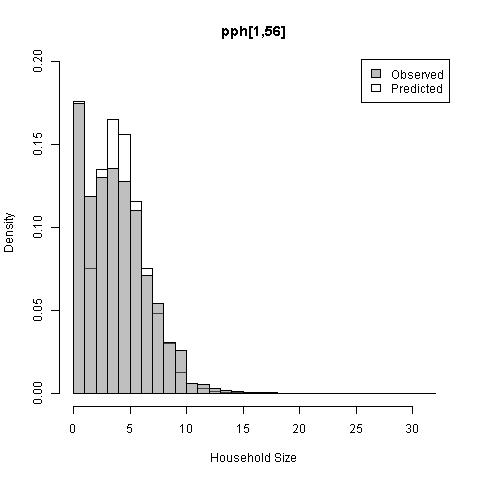 pph[1,56]
Observed
Predicted
0.20
0.15
0.10
0.05
0.00
Density
0 5 10 15 20 25 30
Household Size